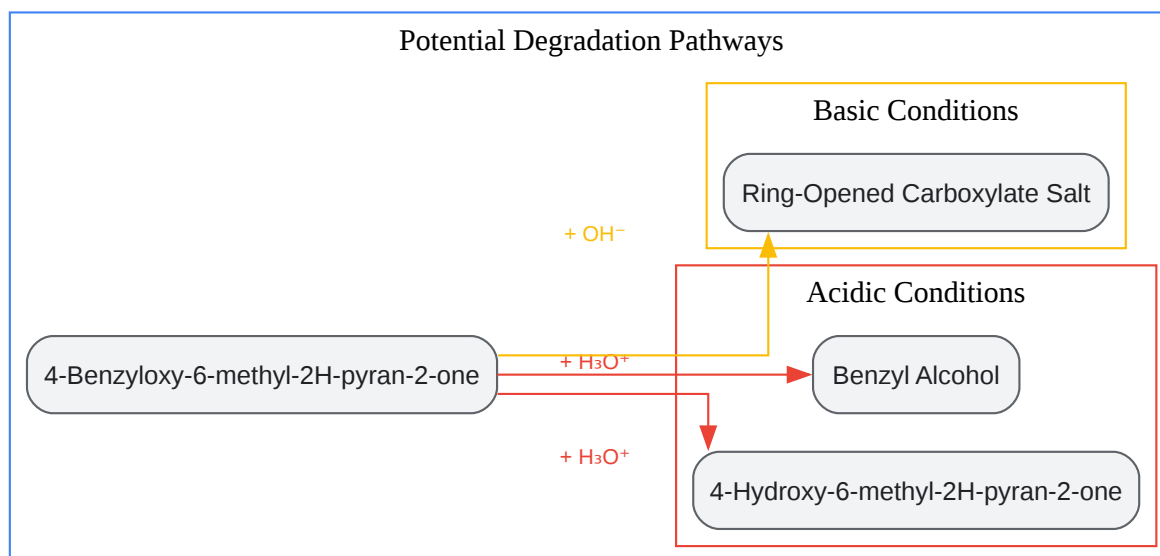 Potential Degradation Pathways
Basic Conditions
Ring-Opened Carboxylate Salt
+ OH⁻
Acidic Conditions
4-Benzyloxy-6-methyl-2H-pyran-2-one
+ H₃O⁺
Benzyl Alcohol
+ H₃O⁺
4-Hydroxy-6-methyl-2H-pyran-2-one